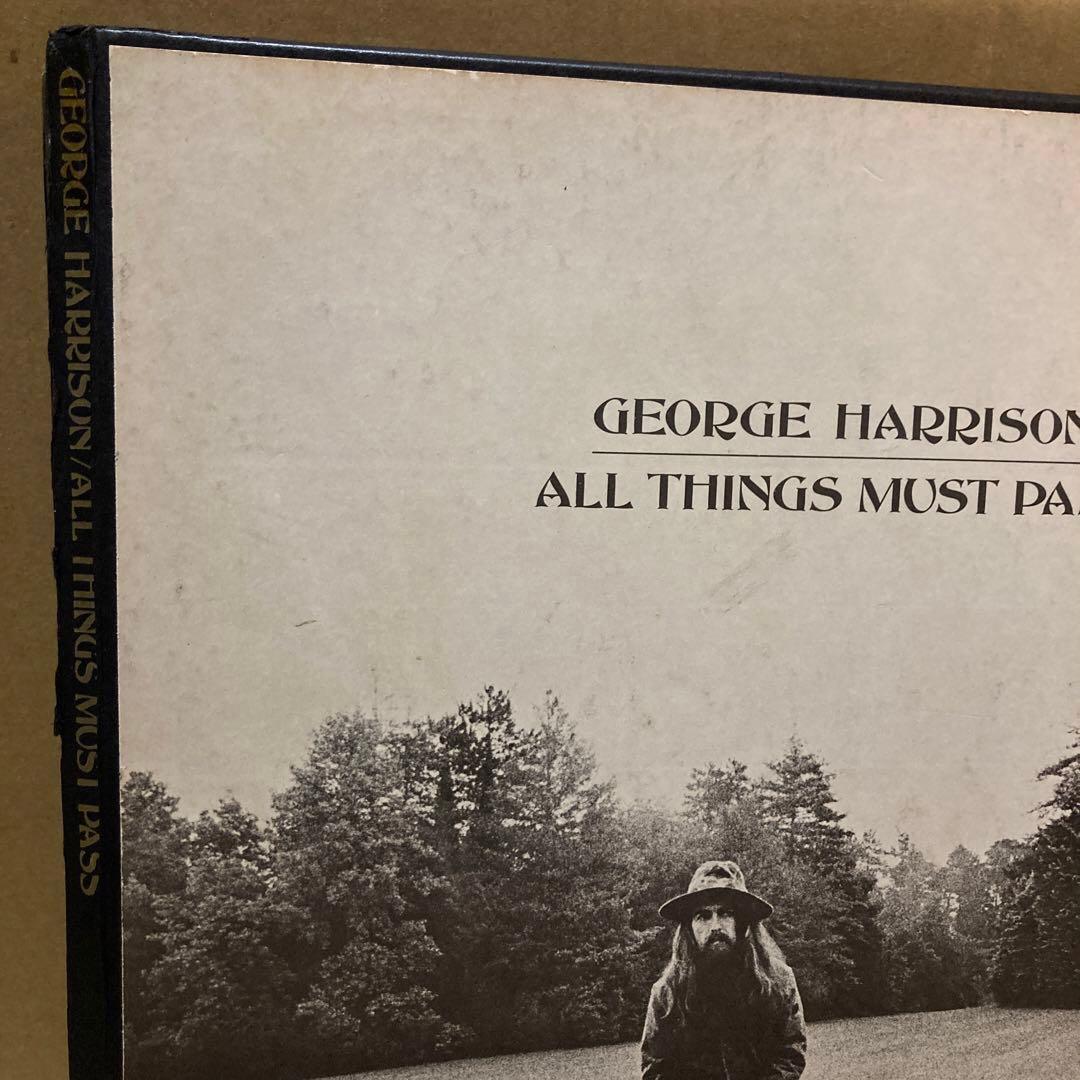 GEORGE HARRISON/ALL THINGS MUST PASS
GEORGE HARRISON
ALL THINGS MUST PA